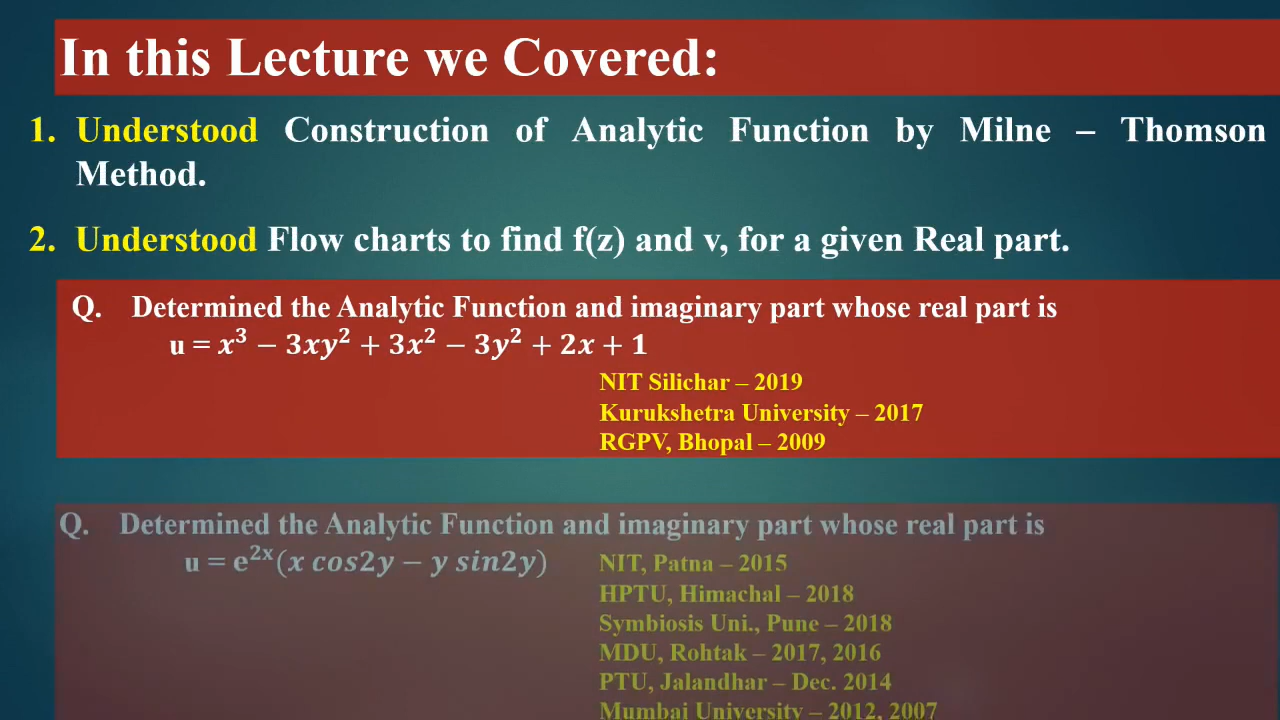 In this Lecture we Covered:
1. Understood Construction of Analytic Function by Milne – Thomson
Method.
2. Understood Flow charts to find f(z) and v, for a given Real part.
Q. Determined the Analytic Function and imaginary part whose real part is
u = x³ − 3xy² + 3x² − 3y² + 2x + 1
NIT Silichar – 2019
Kurukshetra University – 2017
RGPV, Bhopal – 2009
Q. Determined the Analytic Function and imaginary part whose real part is
u = e²ˣ(x cos2y − y sin2y)
NIT, Patna – 2015
HPTU, Himachal – 2018
Symbiosis Uni., Pune – 2018
MDU, Rohtak – 2017, 2016
PTU, Jalandhar – Dec. 2014
Mumbai University – 2012, 2007